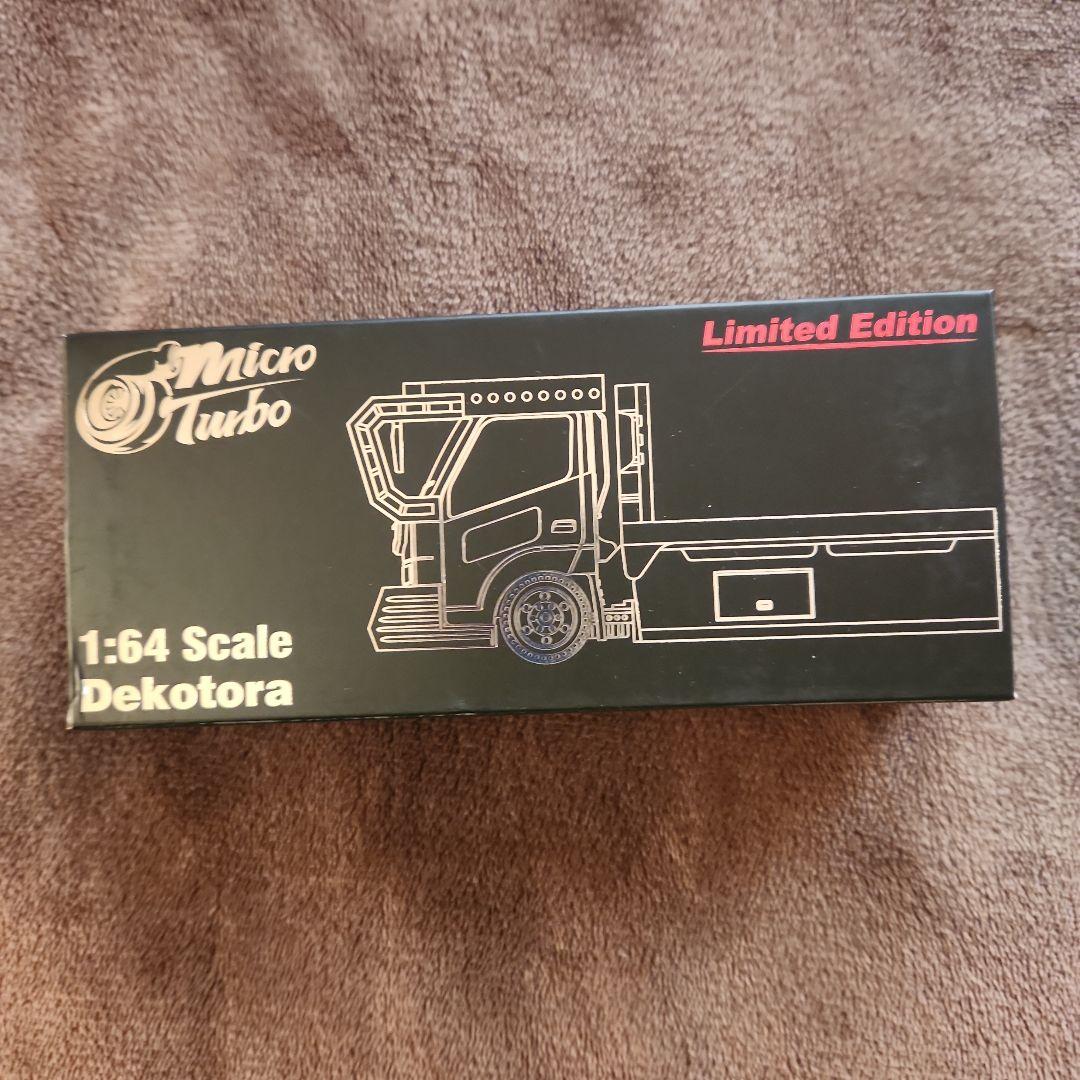 Micro
Turbo
Limited Edition
1:64 Scale
Dekotora